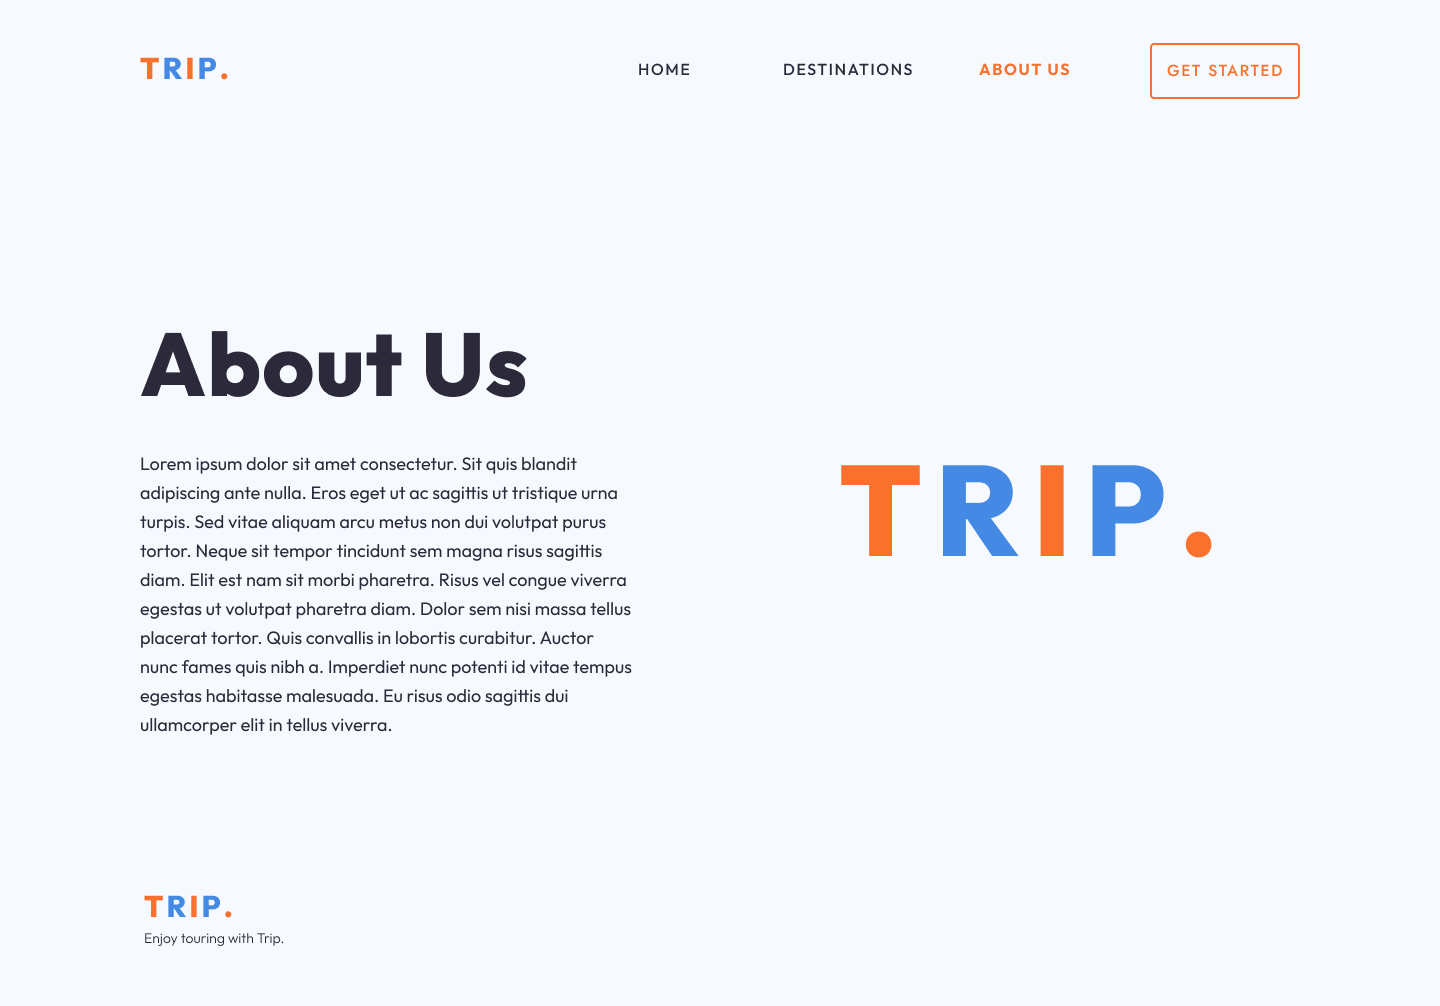 TRIP.
HOME
DESTINATIONS
ABOUT US
GET STARTED
About Us
Lorem ipsum dolor sit amet consectetur. Sit quis blandit
adipiscing ante nulla. Eros eget ut ac sagittis ut tristique urna
turpis. Sed vitae aliquam arcu metus non dui volutpat purus
tortor. Neque sit tempor tincidunt sem magna risus sagittis
diam. Elit est nam sit morbi pharetra. Risus vel congue viverra
egestas ut volutpat pharetra diam. Dolor sem nisi massa tellus
placerat tortor. Quis convallis in lobortis curabitur. Auctor
nunc fames quis nibh a. Imperdiet nunc potenti id vitae tempus
egestas habitasse malesuada. Eu risus odio sagittis dui
ullamcorper elit in tellus viverra.
TRIP.
TRIP.
Enjoy touring with Trip.